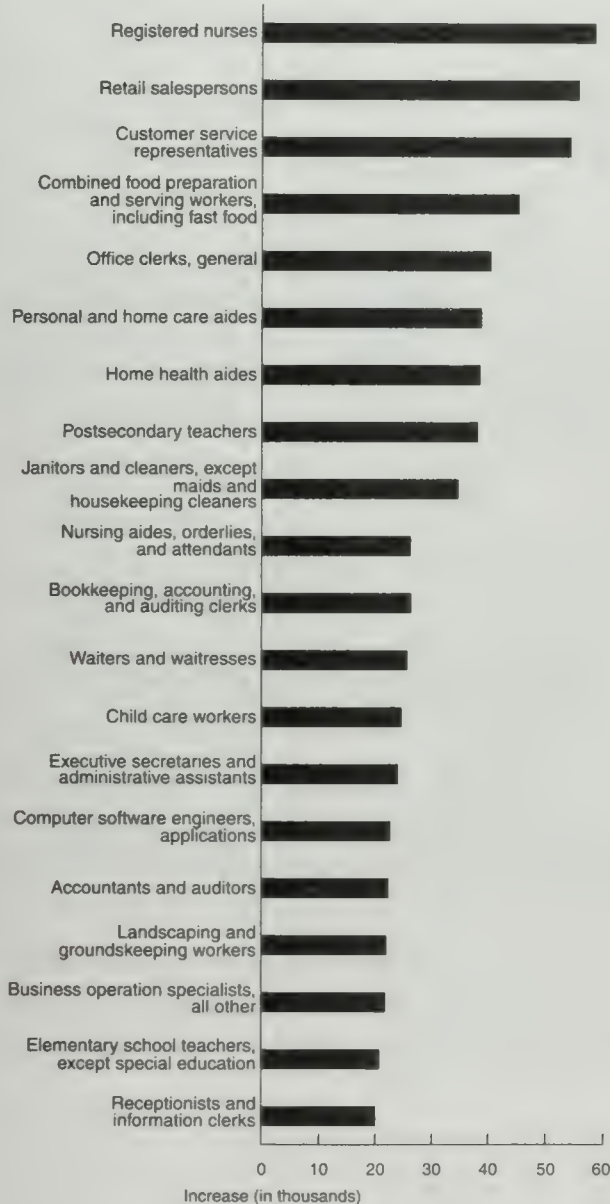 Registered nurses
Retail salespersons
Customer service
representatives
Combined food preparation
and serving workers,
including fast food
Office clerks, general
Personal and home care aides
Home health aides
Postsecondary teachers
Janitors and cleaners, except
maids and
housekeeping cleaners
Nursing aides, orderlies,
and attendants
Bookkeeping, accounting,
and auditing clerks
Waiters and waitresses
Child care workers
Executive secretaries and
administrative assistants
Computer software engineers,
applications
Accountants and auditors
Landscaping and
groundskeeping workers
Business operation specialists,
all other
Elementary school teachers,
except special education
Receptionists and
information clerks
0 10 20 30 40 50 60
Increase (in thousands)